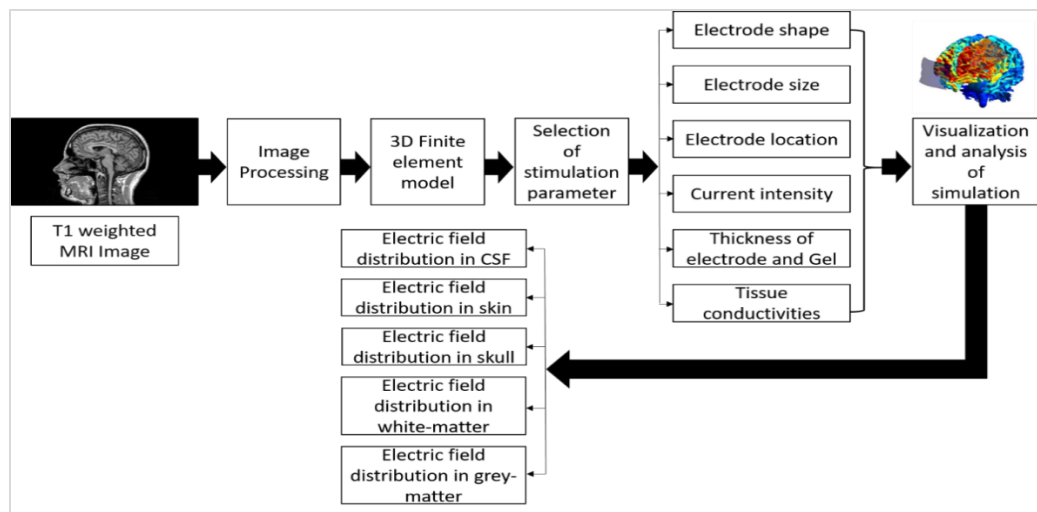 T1 weighted
MRI Image
Image
Processing
3D Finite
element
model
Selection
of
stimulation
parameter
Electrode shape
Electrode size
Electrode location
Current intensity
Thickness of
electrode and Gel
Tissue
conductivities
Visualization
and analysis
of
simulation
Electric field
distribution in CSF
Electric field
distribution in skin
Electric field
distribution in skull
Electric field
distribution in
white-matter
Electric field
distribution in grey-
matter